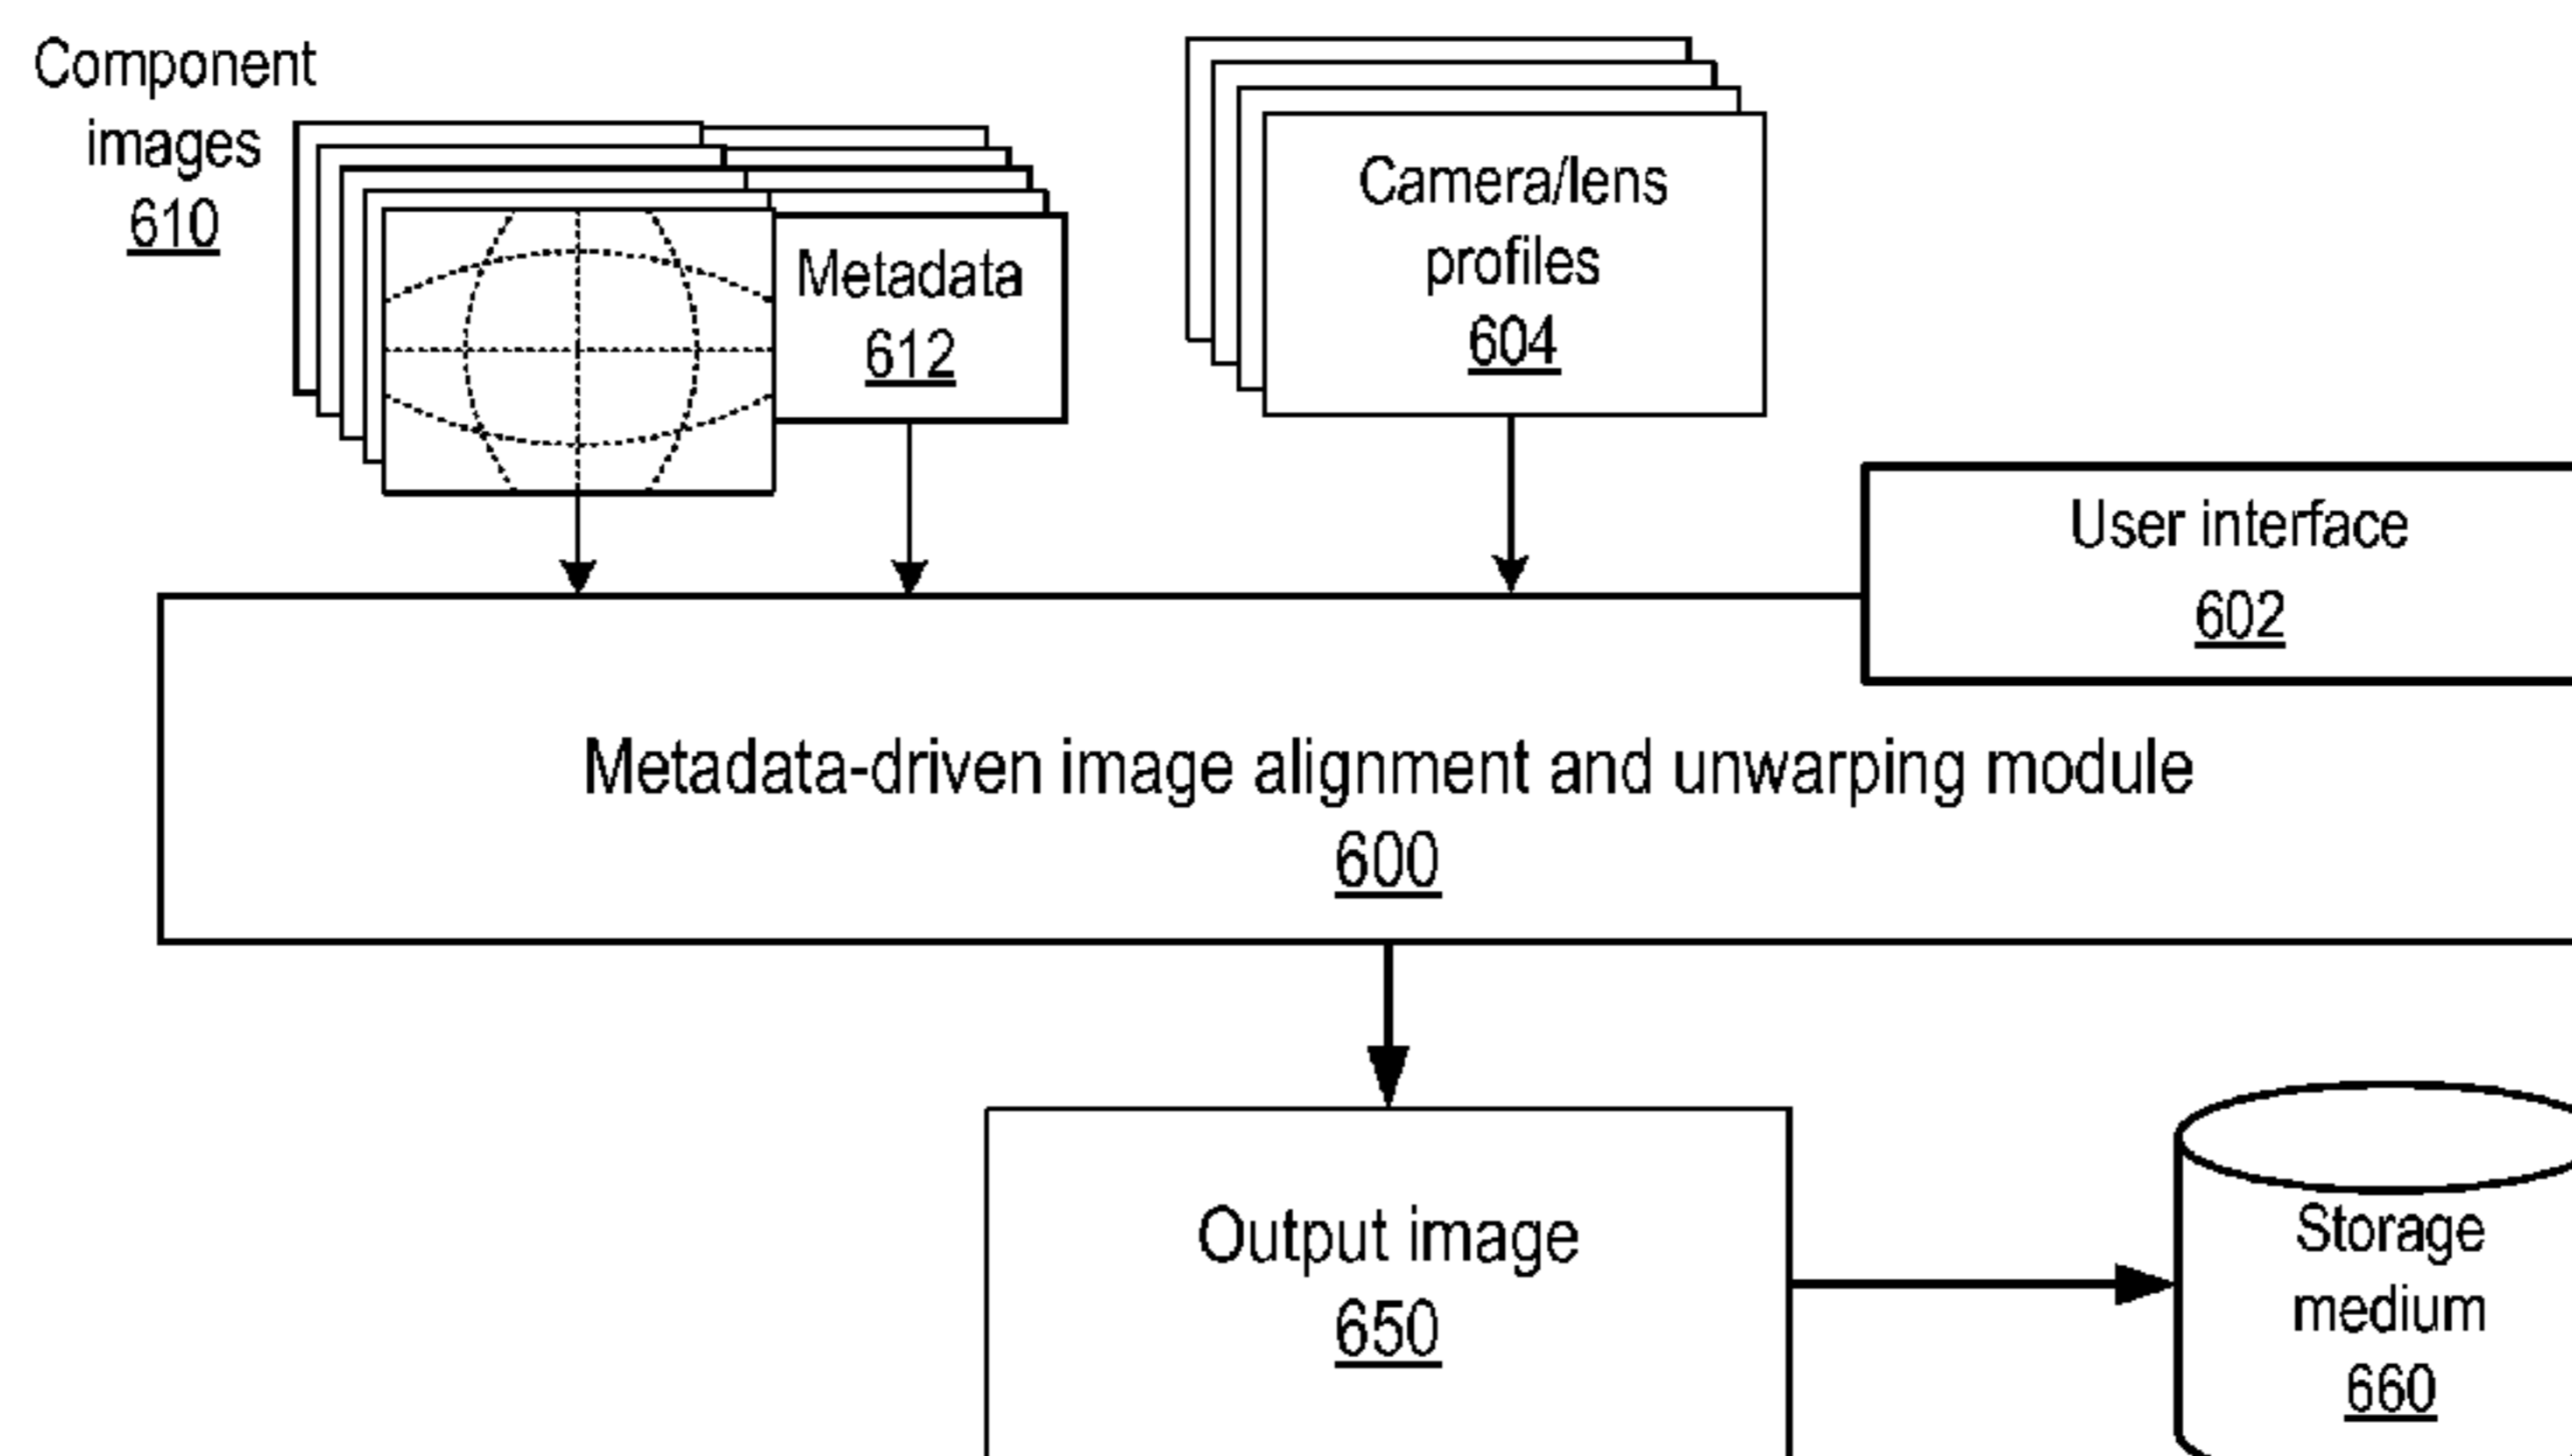 Component
images
610
Metadata
612
Camera/lens
profiles
604
User interface
602
Metadata-driven image alignment and unwarping module
600
Output image
650
Storage
medium
660